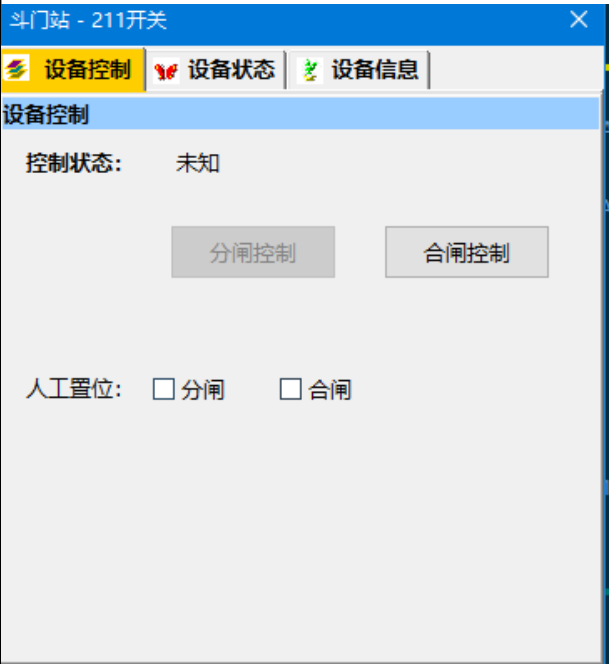 斗门站 - 211开关
设备控制 设备状态 设备信息
设备控制
控制状态: 未知
分闸控制 合闸控制
人工置位: 分闸 合闸